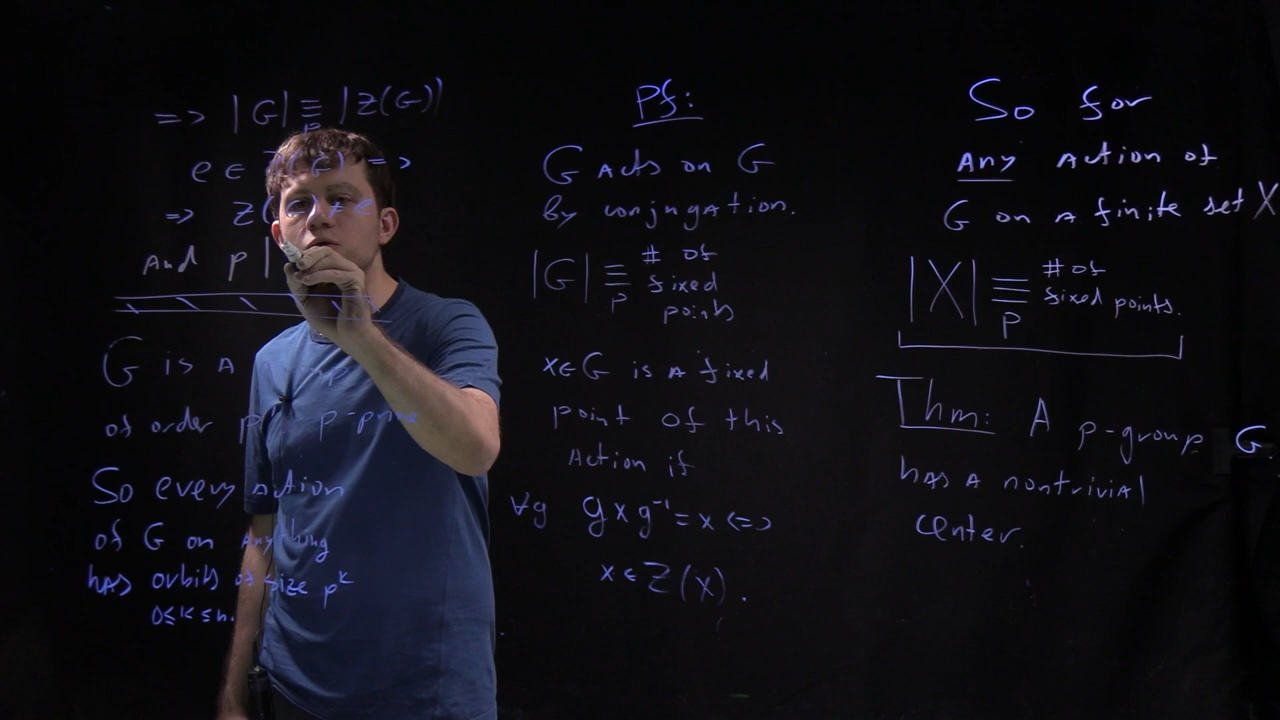 => |G| ≡p |Z(G)|
e ∈ Z(G) =>
=> Z(
And p |
G is A
of order p p-prime
So every action
of G on anything
has orbits of size p^k
0≤k≤n.
Pf:
G acts on G
by conjugation.
|G| ≡p # of fixed points
x∈G is a fixed
point of this
Action if
∀g gxg⁻¹=x <=>
x∈Z(X).
So for
Any action of
G on a finite set X
|X| ≡p # of fixed points.
Thm: A p-group G
has a nontrivial
center.